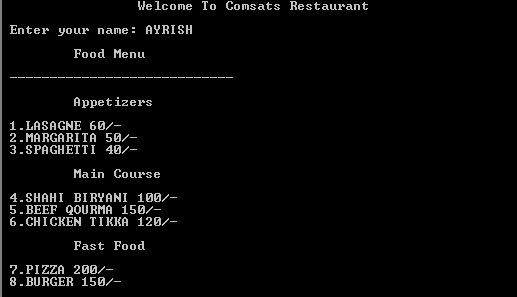 Welcome To Comsats Restaurant
Enter your name: AYRISH
Food Menu
----------------------------
Appetizers
1.LASAGNE 60/-
2.MARGARITA 50/-
3.SPAGHETTI 40/-
Main Course
4.SHAHI BIRYANI 100/-
5.BEEF QOURMA 150/-
6.CHICKEN TIKKA 120/-
Fast Food
7.PIZZA 200/-
8.BURGER 150/-